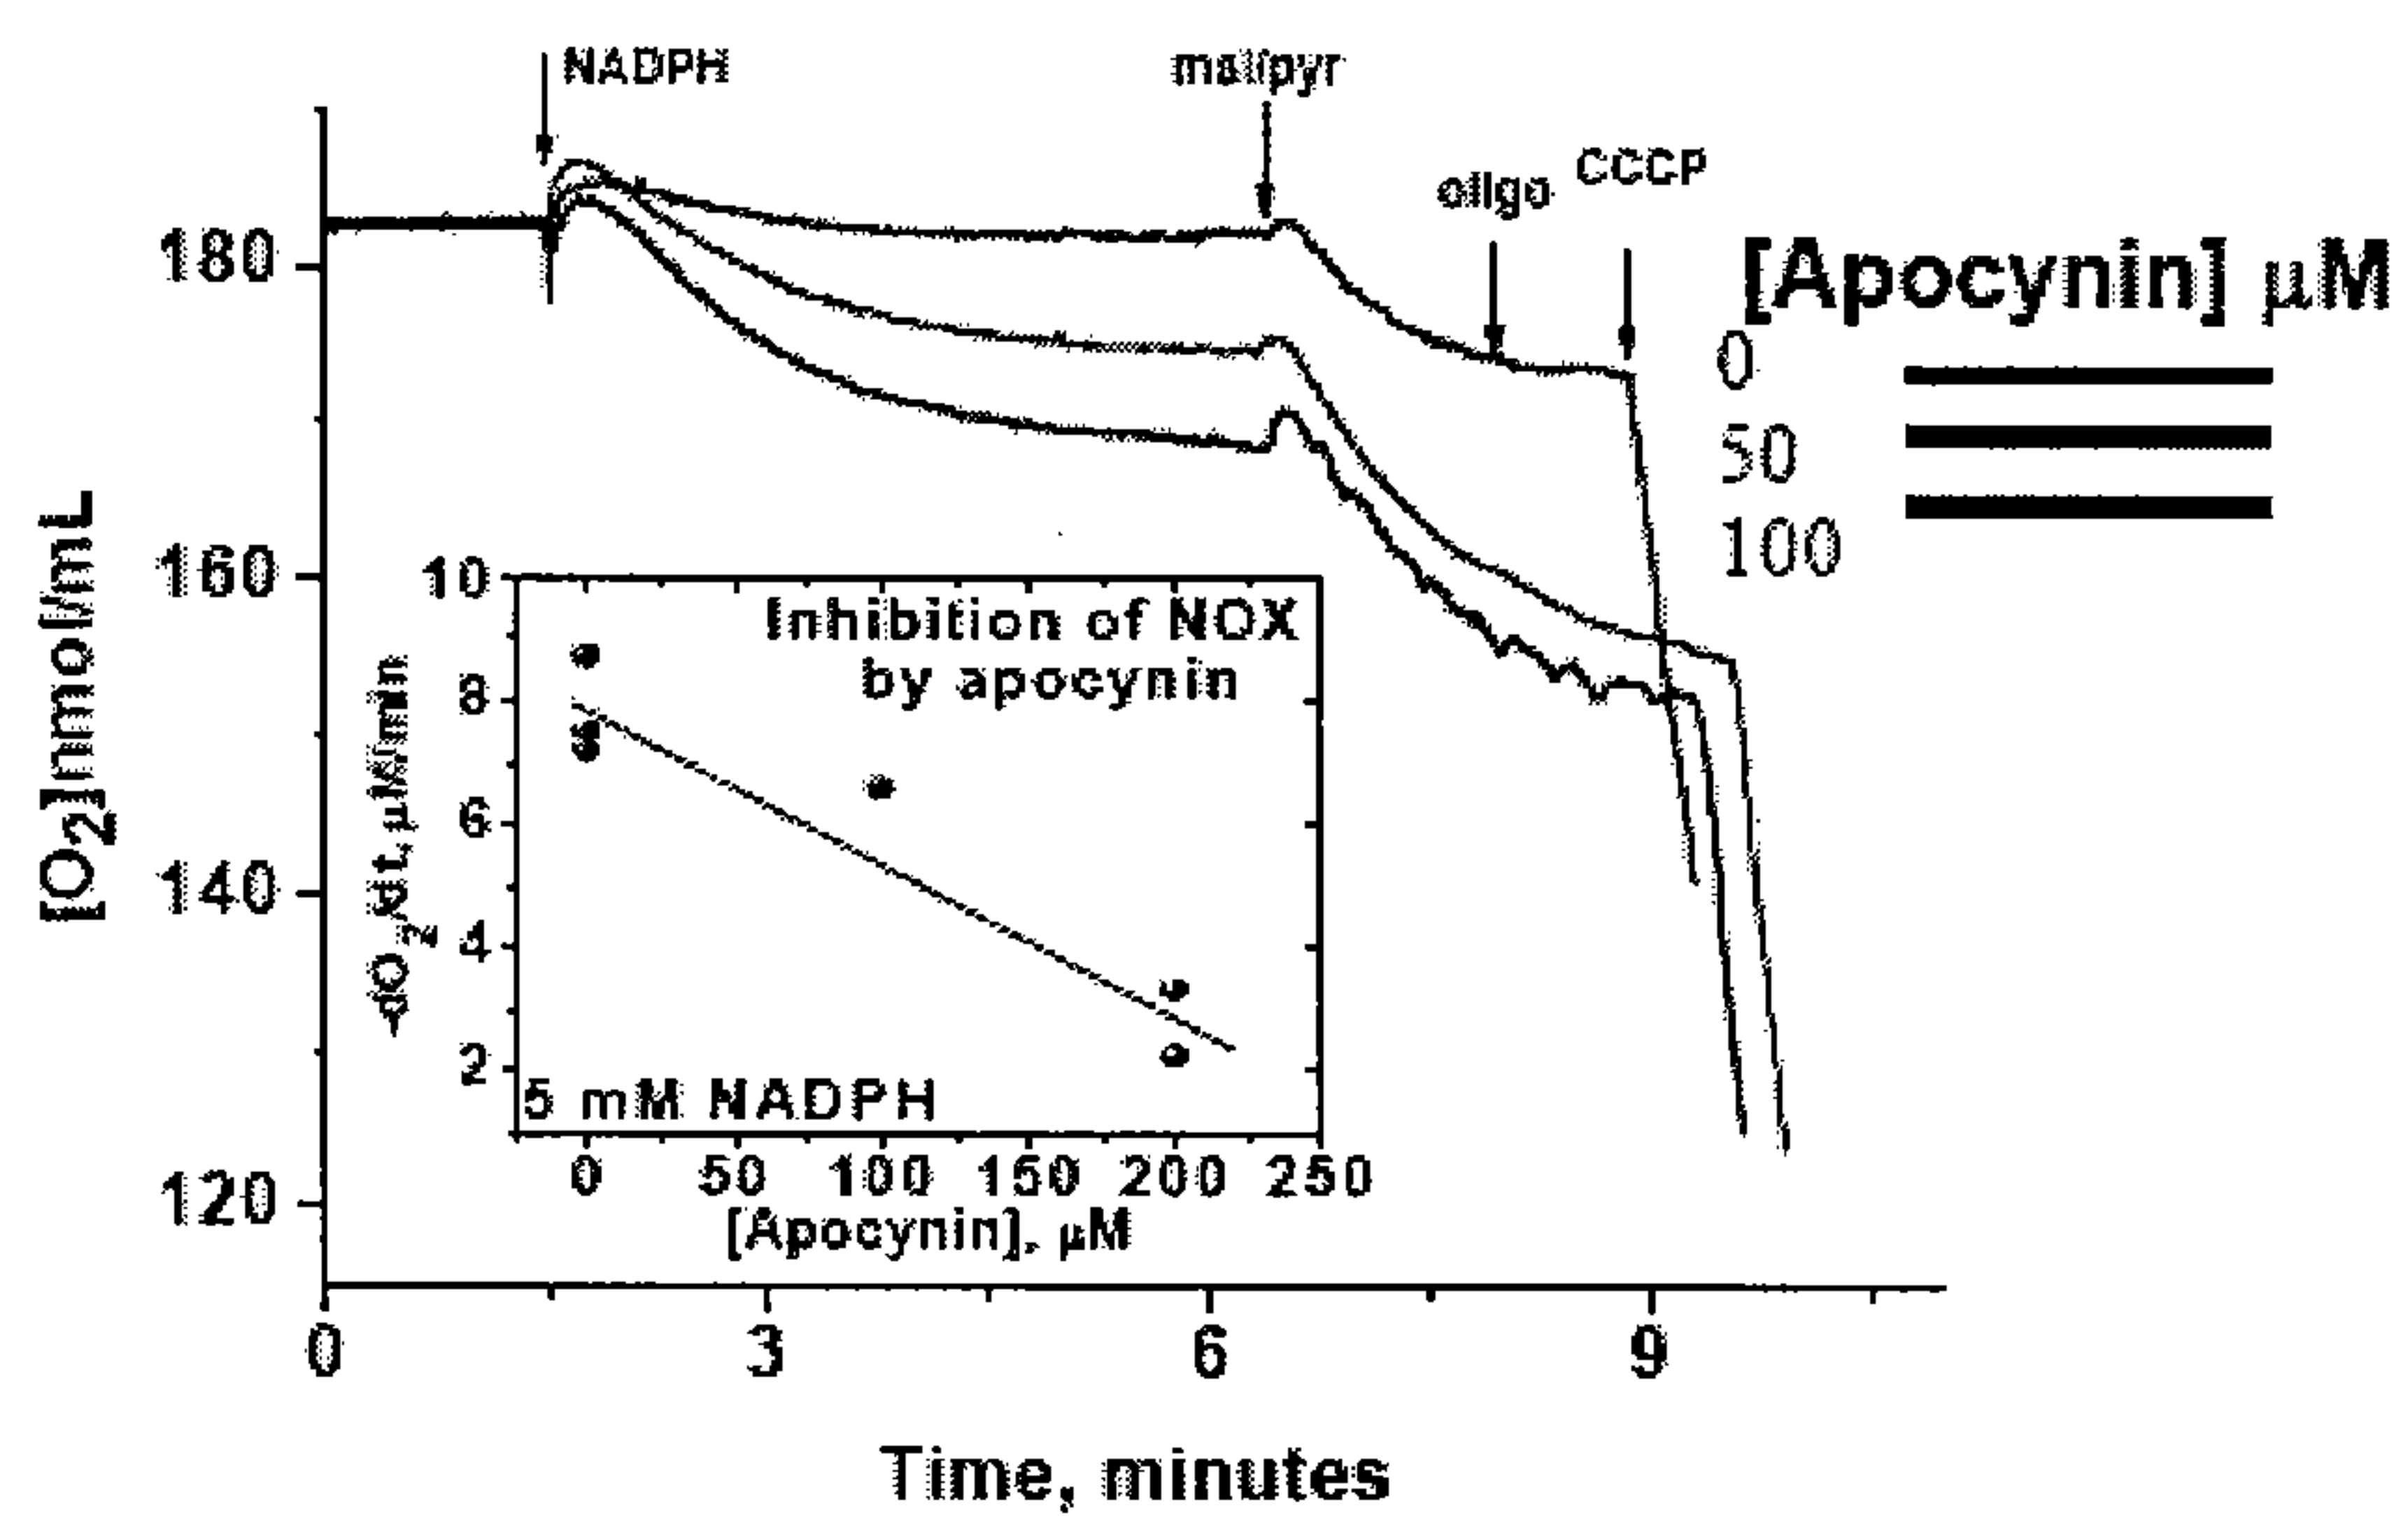 NADPH
mal/pyr
oligo
CCCP
[Apocynin] µM
0
50
100
[O2]nmol/mL
180
160
140
120
0
3
6
9
Time, minutes
Inhibition of NOX
by apocynin
5 mM NADPH
-dO2/dt, µM/min
10
8
6
4
2
0 50 100 150 200 250
[Apocynin], µM